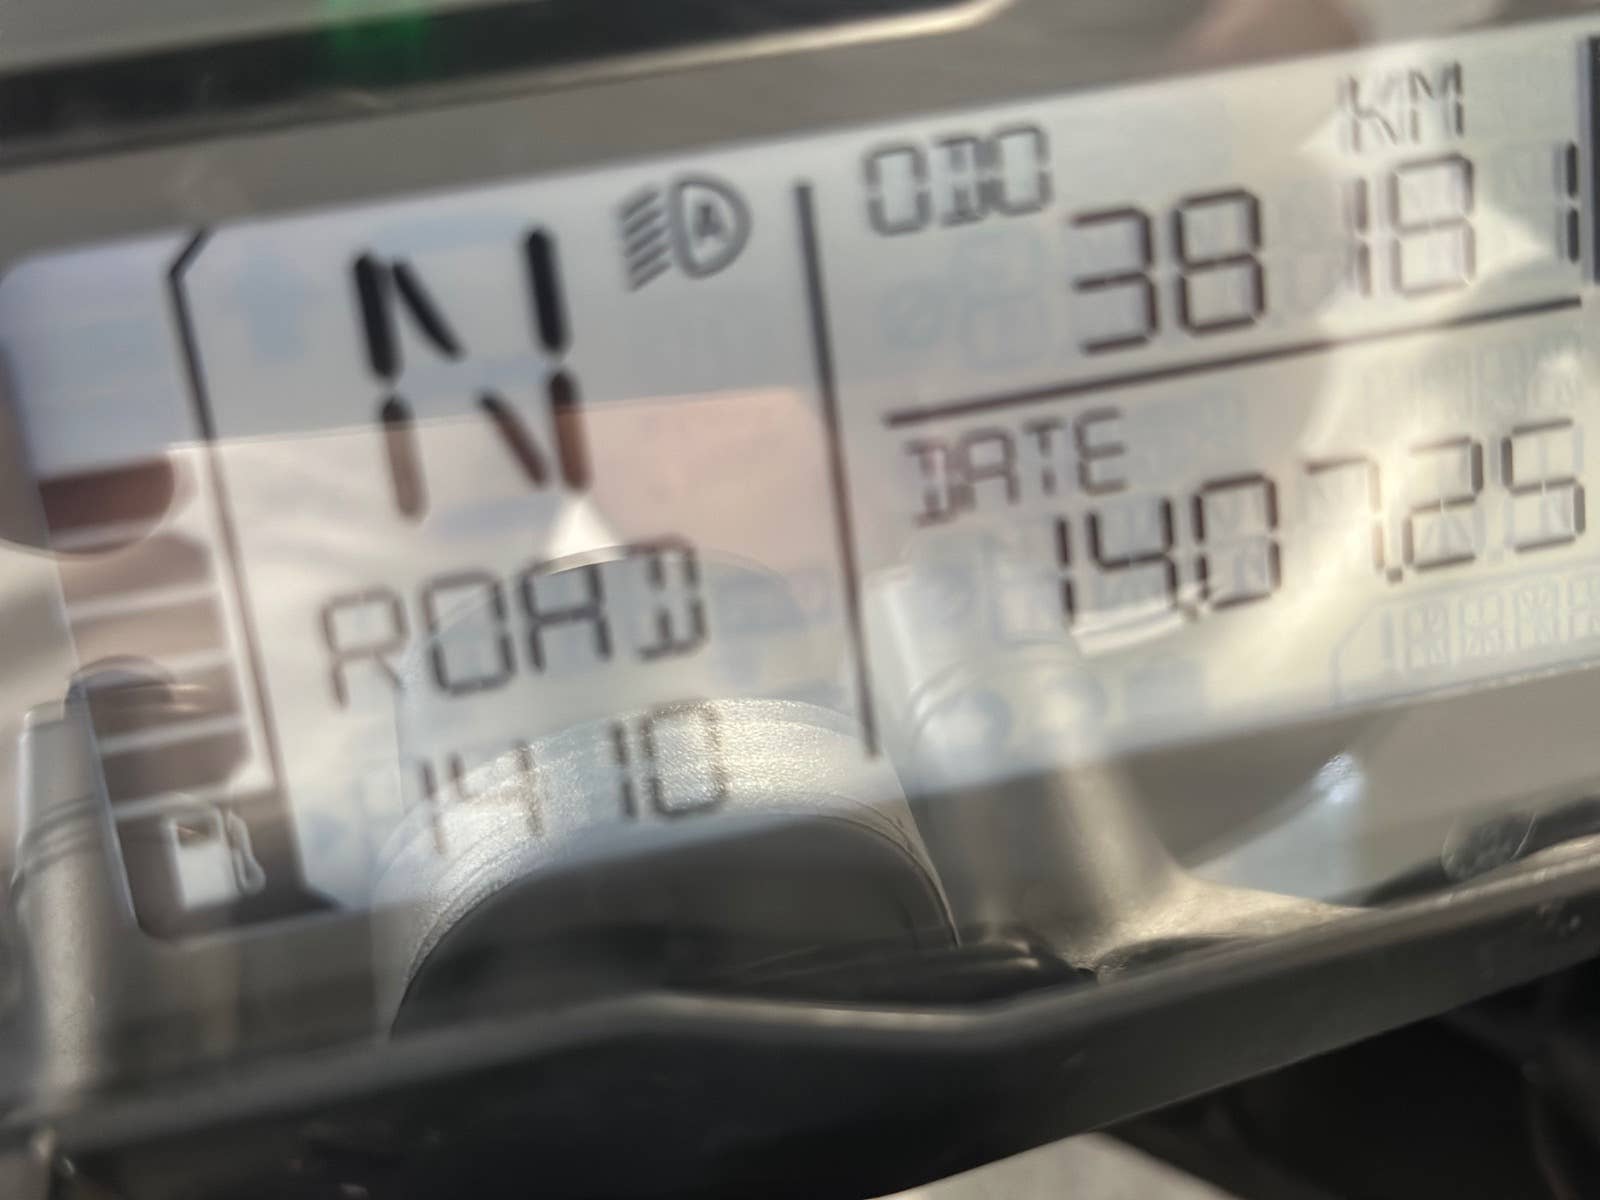 N
ROAD
14 10
ODO KM
38181
DATE
14.07.25